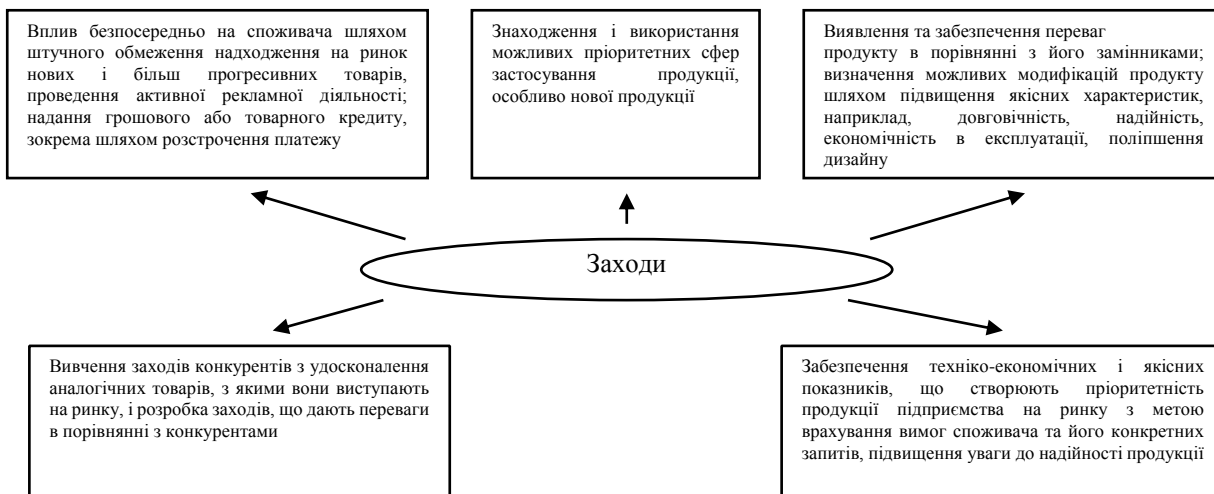 Вплив безпосередньо на споживача шляхом
штучного обмеження надходження на ринок
нових і більш прогресивних товарів,
проведення активної рекламної діяльності;
надання грошового або товарного кредиту,
зокрема шляхом розстрочення платежу
Знаходження і використання
можливих пріоритетних сфер
застосування продукції,
особливо нової продукції
Виявлення та забезпечення переваг
продукту в порівнянні з його замінниками;
визначення можливих модифікацій продукту
шляхом підвищення якісних характеристик,
наприклад, довговічність, надійність,
економічність в експлуатації, поліпшення
дизайну
Заходи
Вивчення заходів конкурентів з удосконалення
аналогічних товарів, з якими вони виступають
на ринку, і розробка заходів, що дають переваги
в порівнянні з конкурентами
Забезпечення техніко-економічних і якісних
показників, що створюють пріоритетність
продукції підприємства на ринку з метою
врахування вимог споживача та його конкретних
запитів, підвищення уваги до надійності продукції